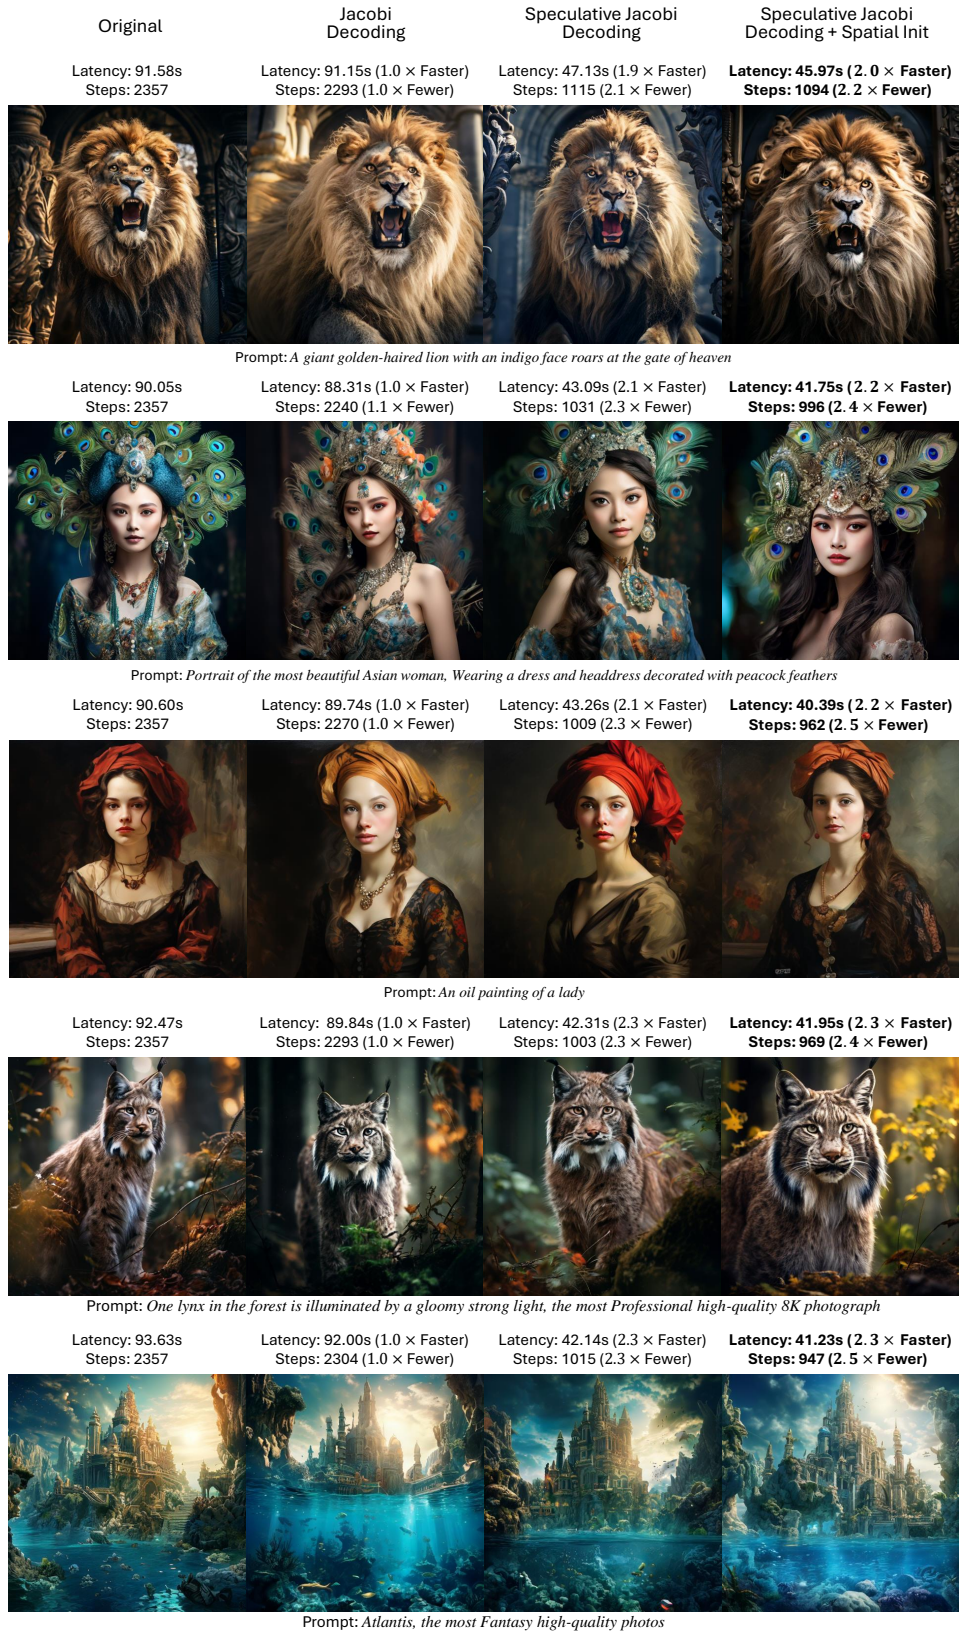 Original
Jacobi
Decoding
Speculative Jacobi
Decoding
Speculative Jacobi
Decoding + Spatial Init
Latency: 91.58s
Steps: 2357
Latency: 91.15s (1.0 × Faster)
Steps: 2293 (1.0 × Fewer)
Latency: 47.13s (1.9 × Faster)
Steps: 1115 (2.1 × Fewer)
Latency: 45.97s (2.0 × Faster)
Steps: 1094 (2.2 × Fewer)
Prompt: A giant golden-haired lion with an indigo face roars at the gate of heaven
Latency: 90.05s
Steps: 2357
Latency: 88.31s (1.0 × Faster)
Steps: 2240 (1.1 × Fewer)
Latency: 43.09s (2.1 × Faster)
Steps: 1031 (2.3 × Fewer)
Latency: 41.75s (2.2 × Faster)
Steps: 996 (2.4 × Fewer)
Prompt: Portrait of the most beautiful Asian woman, Wearing a dress and headdress decorated with peacock feathers
Latency: 90.60s
Steps: 2357
Latency: 89.74s (1.0 × Faster)
Steps: 2270 (1.0 × Fewer)
Latency: 43.26s (2.1 × Faster)
Steps: 1009 (2.3 × Fewer)
Latency: 40.39s (2.2 × Faster)
Steps: 962 (2.5 × Fewer)
Prompt: An oil painting of a lady
Latency: 92.47s
Steps: 2357
Latency: 89.84s (1.0 × Faster)
Steps: 2293 (1.0 × Fewer)
Latency: 42.31s (2.3 × Faster)
Steps: 1003 (2.3 × Fewer)
Latency: 41.95s (2.3 × Faster)
Steps: 969 (2.4 × Fewer)
Prompt: One lynx in the forest is illuminated by a gloomy strong light, the most Professional high-quality 8K photograph
Latency: 93.63s
Steps: 2357
Latency: 92.00s (1.0 × Faster)
Steps: 2304 (1.0 × Fewer)
Latency: 42.14s (2.3 × Faster)
Steps: 1015 (2.3 × Fewer)
Latency: 41.23s (2.3 × Faster)
Steps: 947 (2.5 × Fewer)
Prompt: Atlantis, the most Fantasy high-quality photos